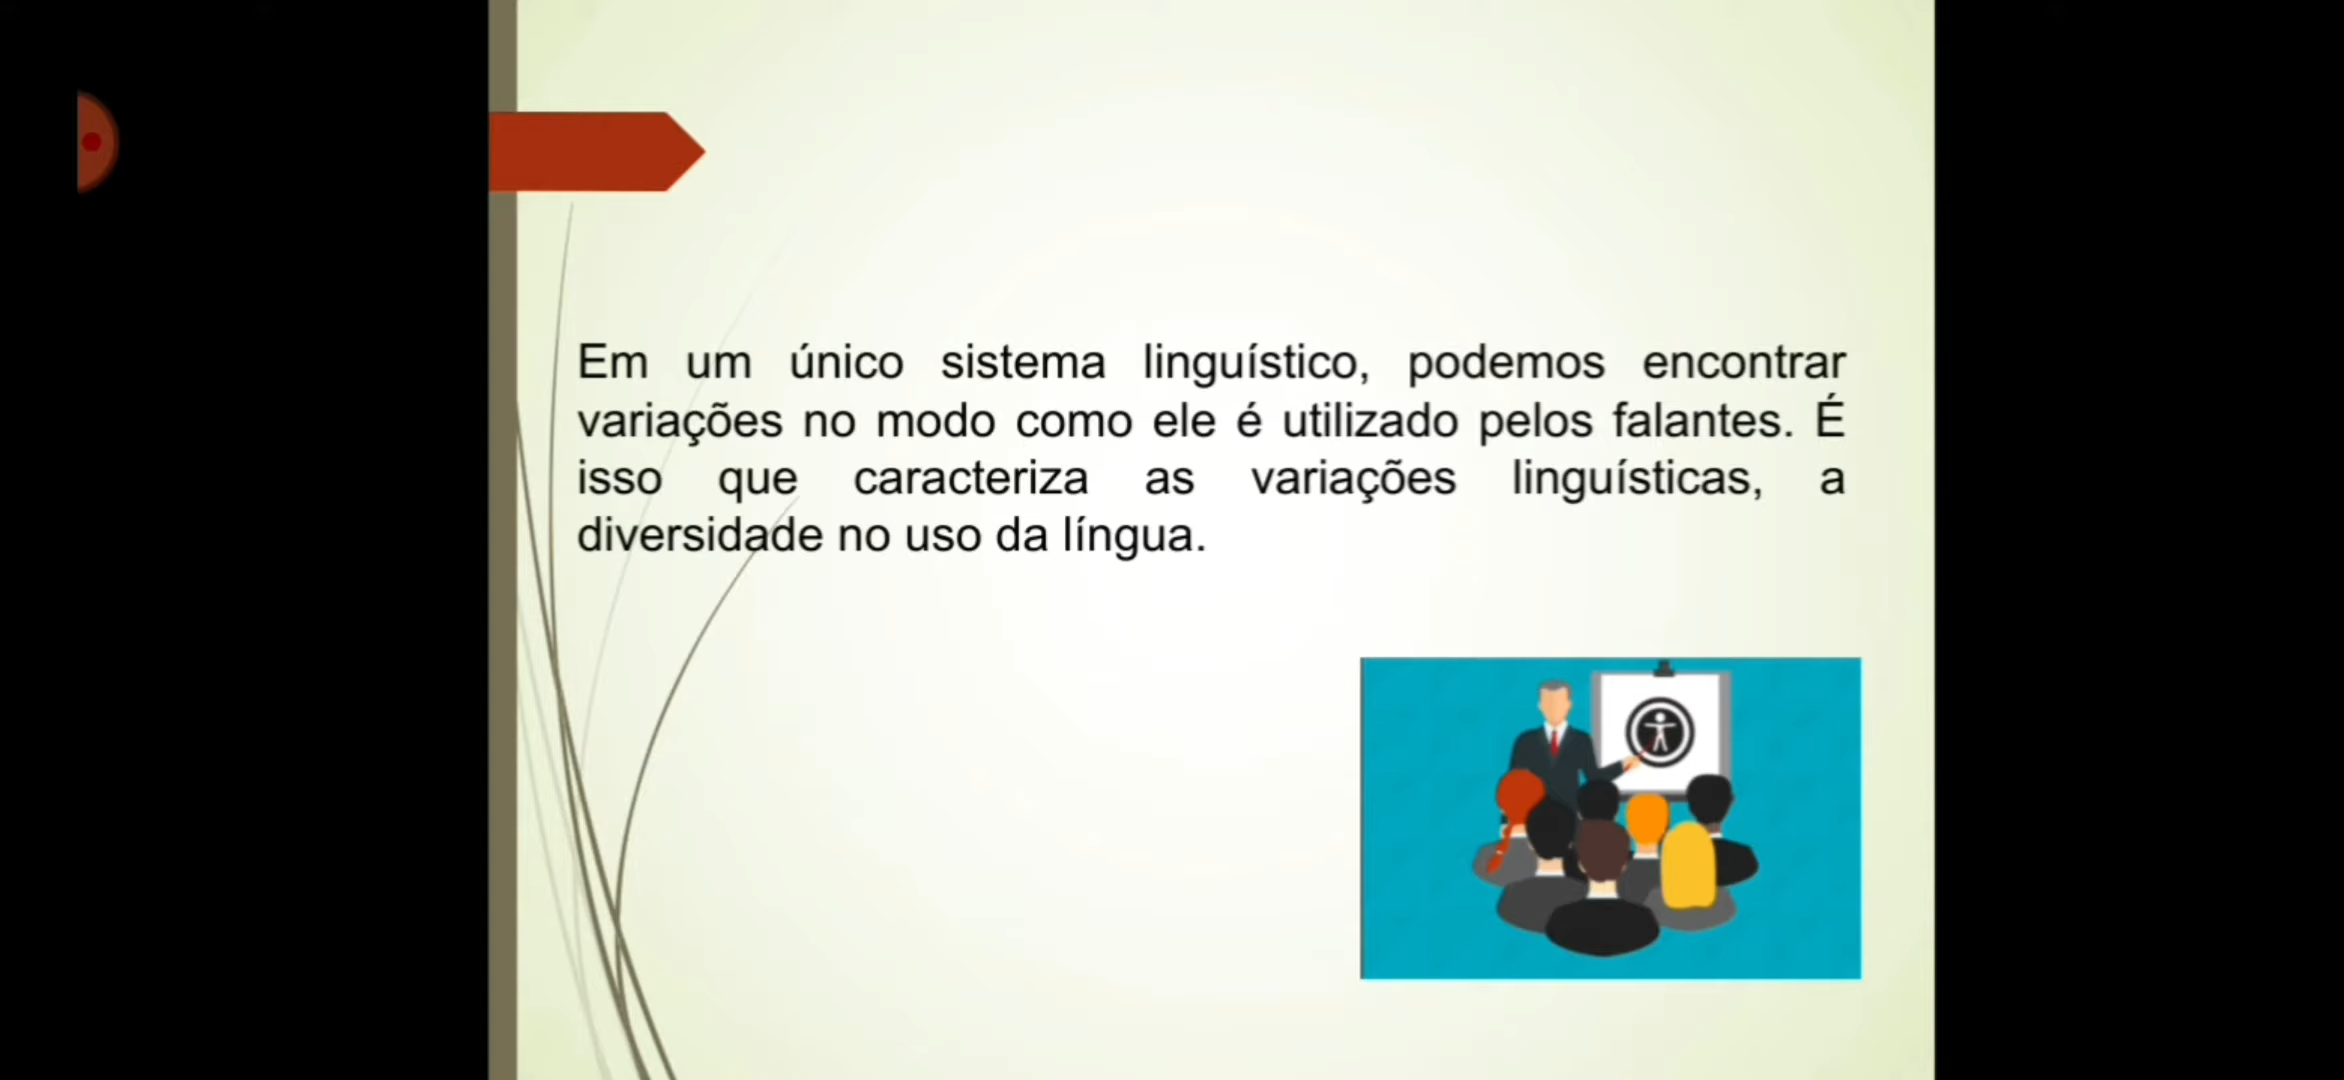 Em um único sistema linguístico, podemos encontrar
variações no modo como ele é utilizado pelos falantes. É
isso que caracteriza as variações linguísticas, a
diversidade no uso da língua.